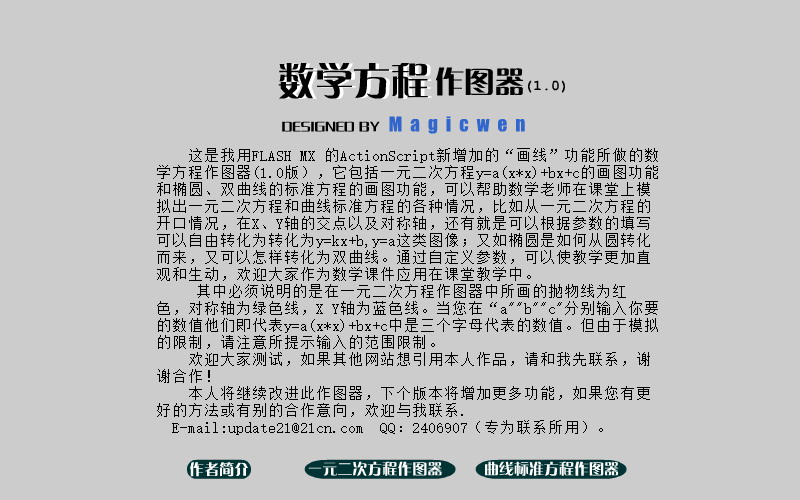 数学方程作图器(1.0)
DESIGNED BY Magicwen
这是我用FLASH MX 的ActionScript新增加的“画线”功能所做的数
学方程作图器(1.0版），它包括一元二次方程y=a(x*x)+bx+c的画图功能
和椭圆、双曲线的标准方程的画图功能，可以帮助数学老师在课堂上模
拟出一元二次方程和曲线标准方程的各种情况，比如从一元二次方程的
开口情况，在X、Y轴的交点以及对称轴，还有就是可以根据参数的填写
可以自由转化为转化为y=kx+b,y=a这类图像；又如椭圆是如何从圆转化
而来，又可以怎样转化为双曲线。通过自定义参数，可以使教学更加直
观和生动，欢迎大家作为数学课件应用在课堂教学中。
其中必须说明的是在一元二次方程作图器中所画的抛物线为红
色，对称轴为绿色线，X Y轴为蓝色线。当您在“a""b""c"分别输入你要
的数值他们即代表y=a(x*x)+bx+c中是三个字母代表的数值。但由于模拟
的限制，请注意所提示输入的范围限制。
欢迎大家测试，如果其他网站想引用本人作品，请和我先联系，谢
谢合作！
本人将继续改进此作图器，下个版本将增加更多功能，如果您有更
好的方法或有别的合作意向，欢迎与我联系.
E-mail:update21@21cn.com QQ: 2406907（专为联系所用）。
作者简介 一元二次方程作图器 曲线标准方程作图器